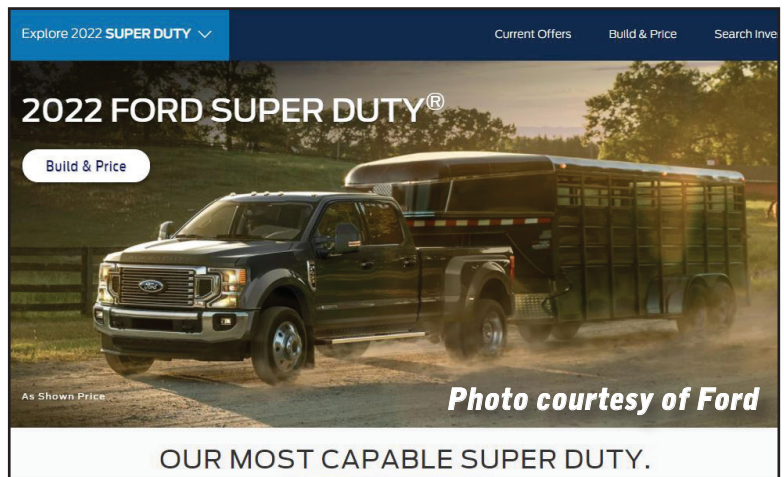 Explore 2022 SUPER DUTY
Current Offers
Build & Price
Search Inve
2022 FORD SUPER DUTY®
Build & Price
Ford
As Shown Price
Photo courtesy of Ford
OUR MOST CAPABLE SUPER DUTY.